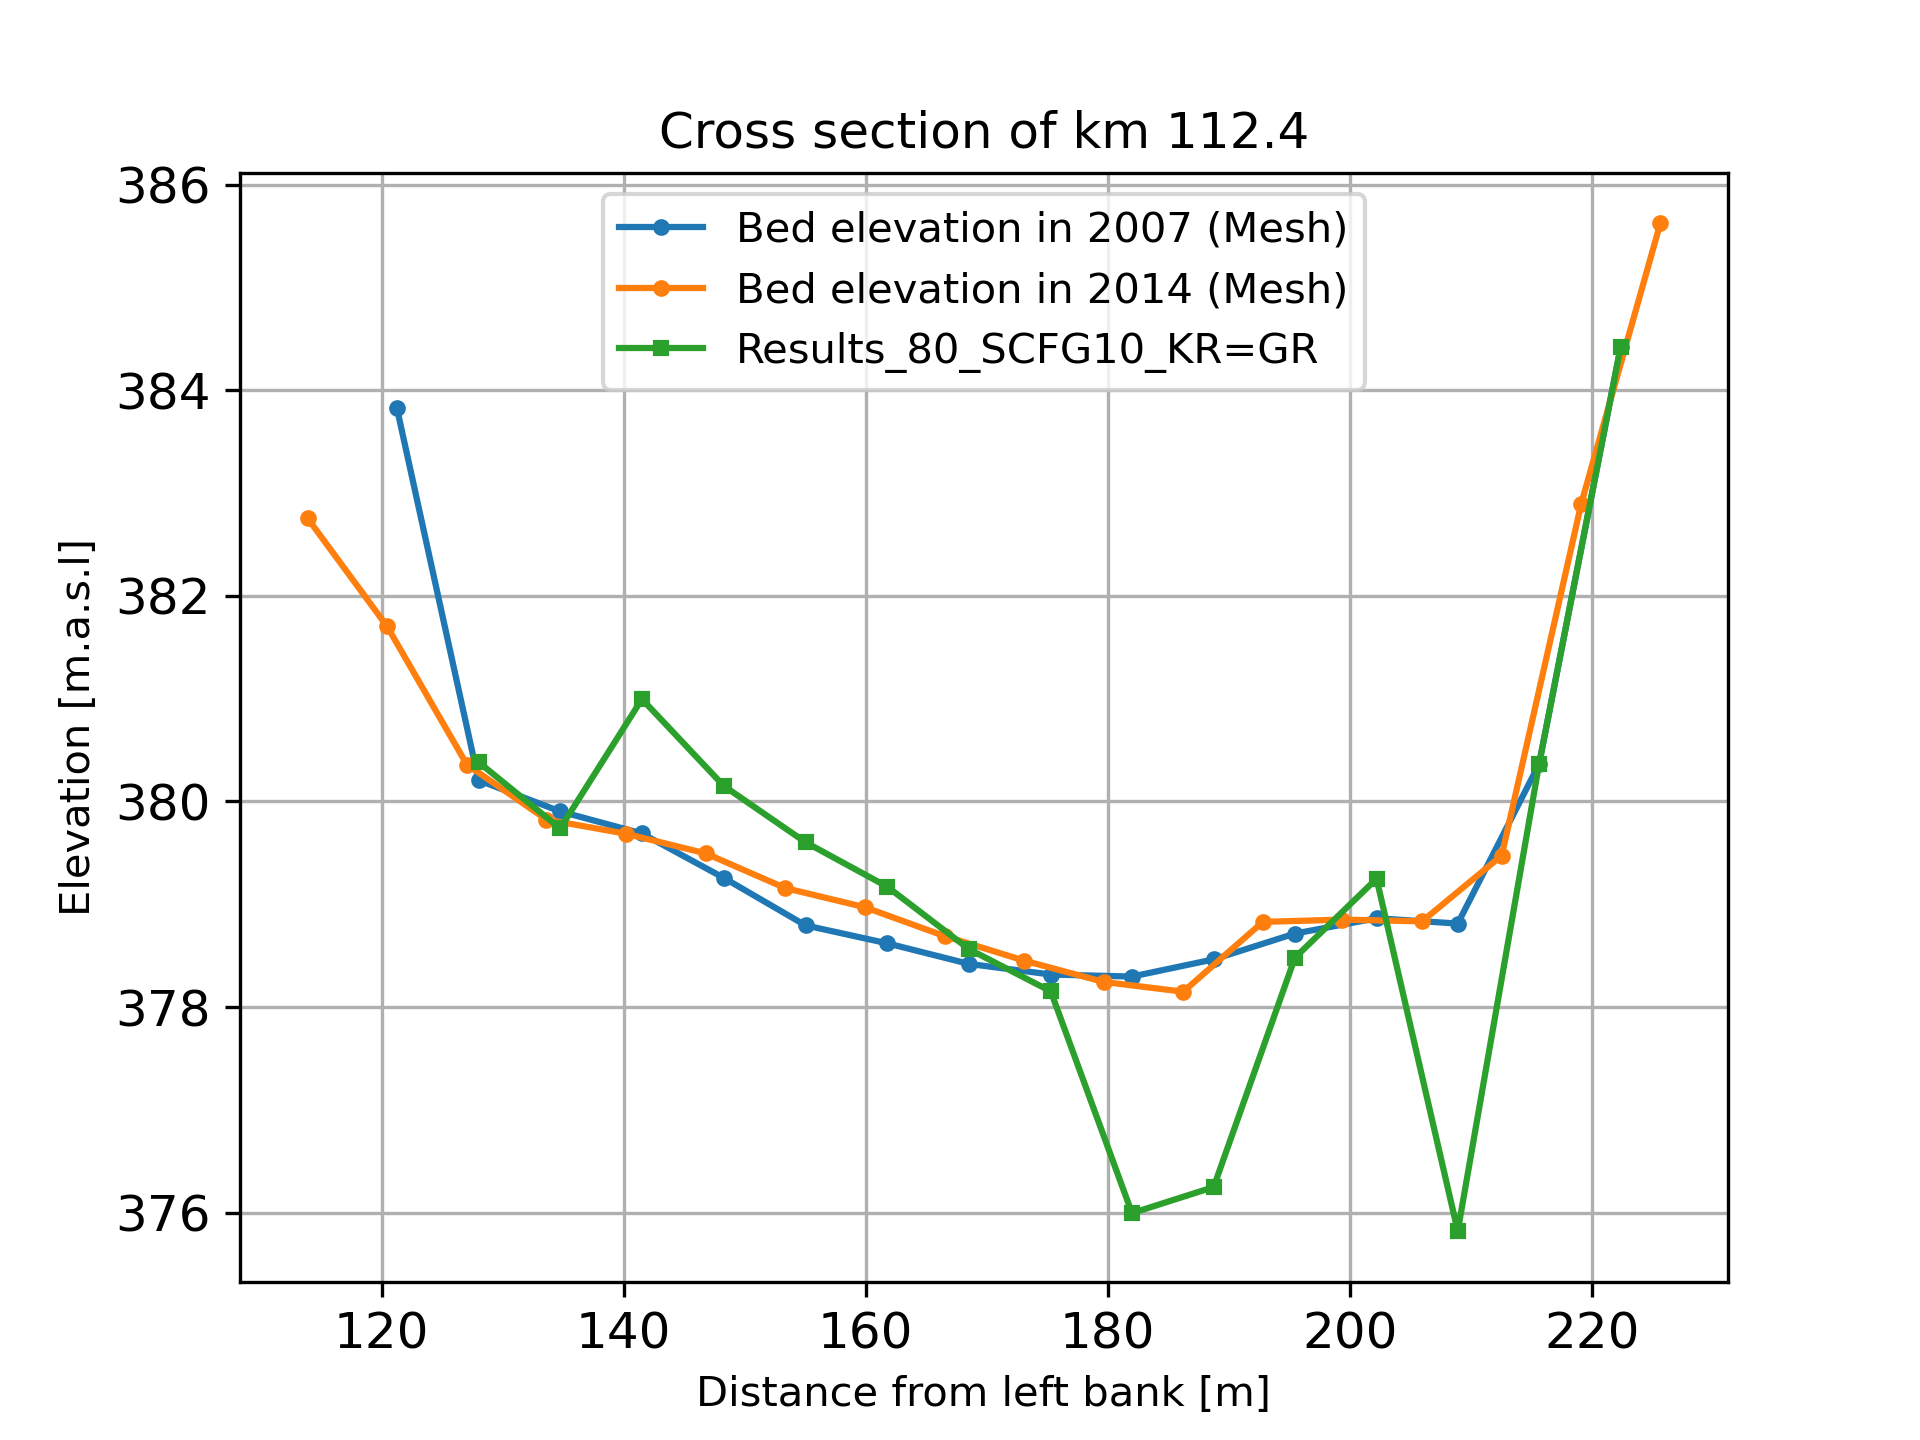 Cross section of km 112.4
386
384
382
380
378
376
Elevation [m.a.s.l]
Bed elevation in 2007 (Mesh)
Bed elevation in 2014 (Mesh)
Results_80_SCFG10_KR=GR
120 140 160 180 200 220
Distance from left bank [m]